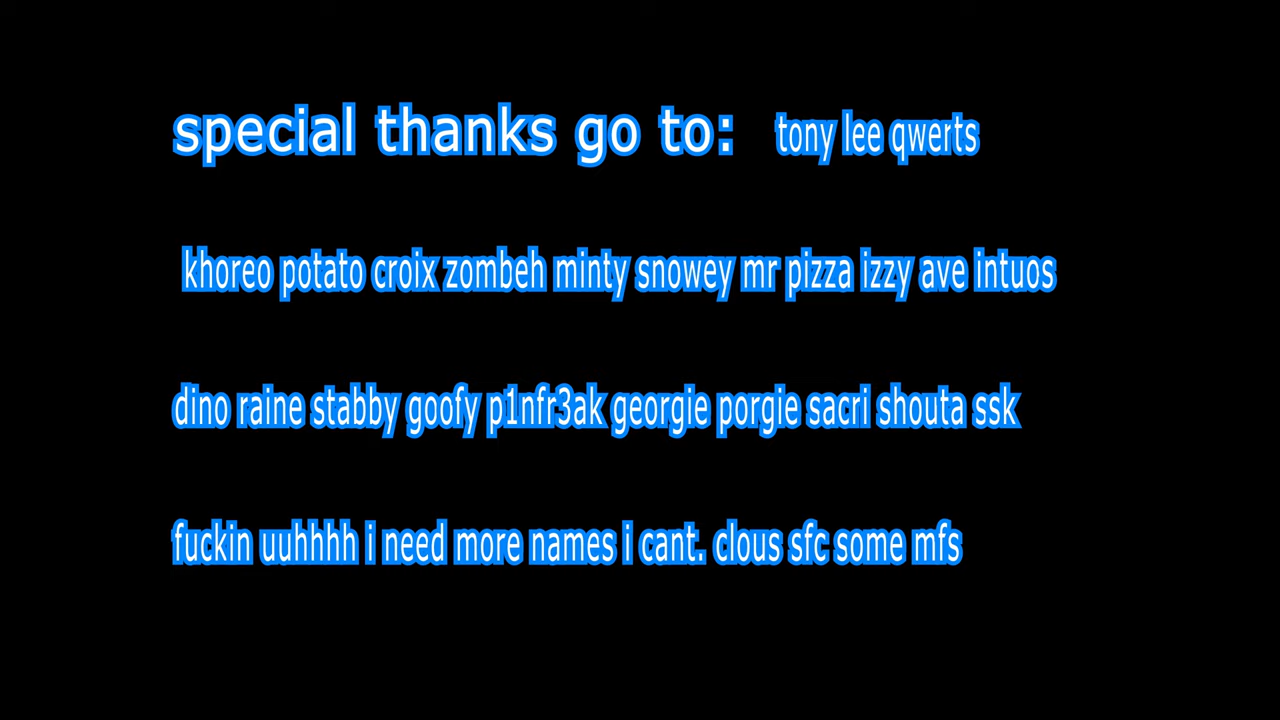 special thanks go to: tony lee qwerts
khoreo potato croix zombeh minty snowey mr pizza izzy ave intuos
dino raine stabby goofy p1nfr3ak georgie porgie sacri shouta ssk
fuckin uuhhhh i need more names i cant. clous sfc some mfs